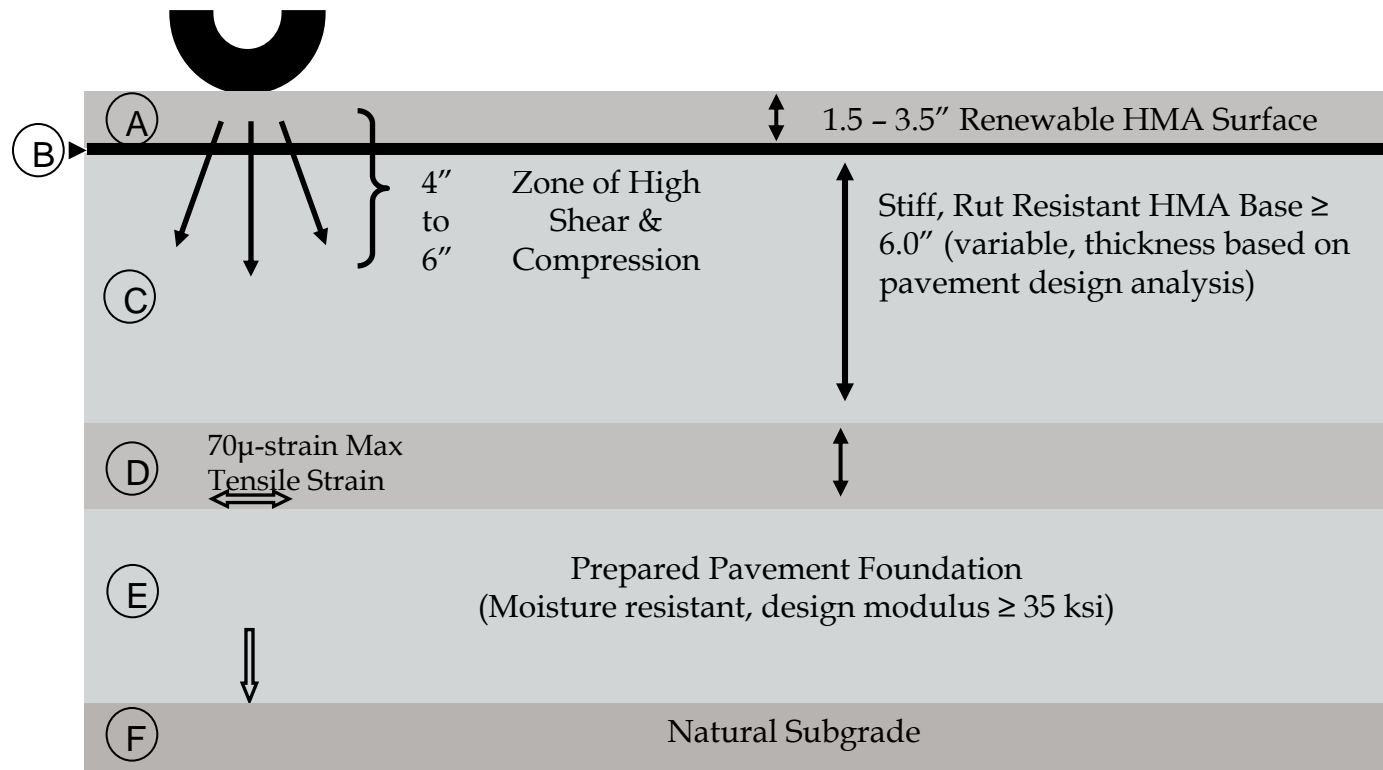 A
1.5 – 3.5” Renewable HMA Surface
B
4” Zone of High
to Shear &
6” Compression
Stiff, Rut Resistant HMA Base ≥
6.0” (variable, thickness based on
pavement design analysis)
C
70µ-strain Max
Tensile Strain
D
Prepared Pavement Foundation
(Moisture resistant, design modulus ≥ 35 ksi)
E
F
Natural Subgrade